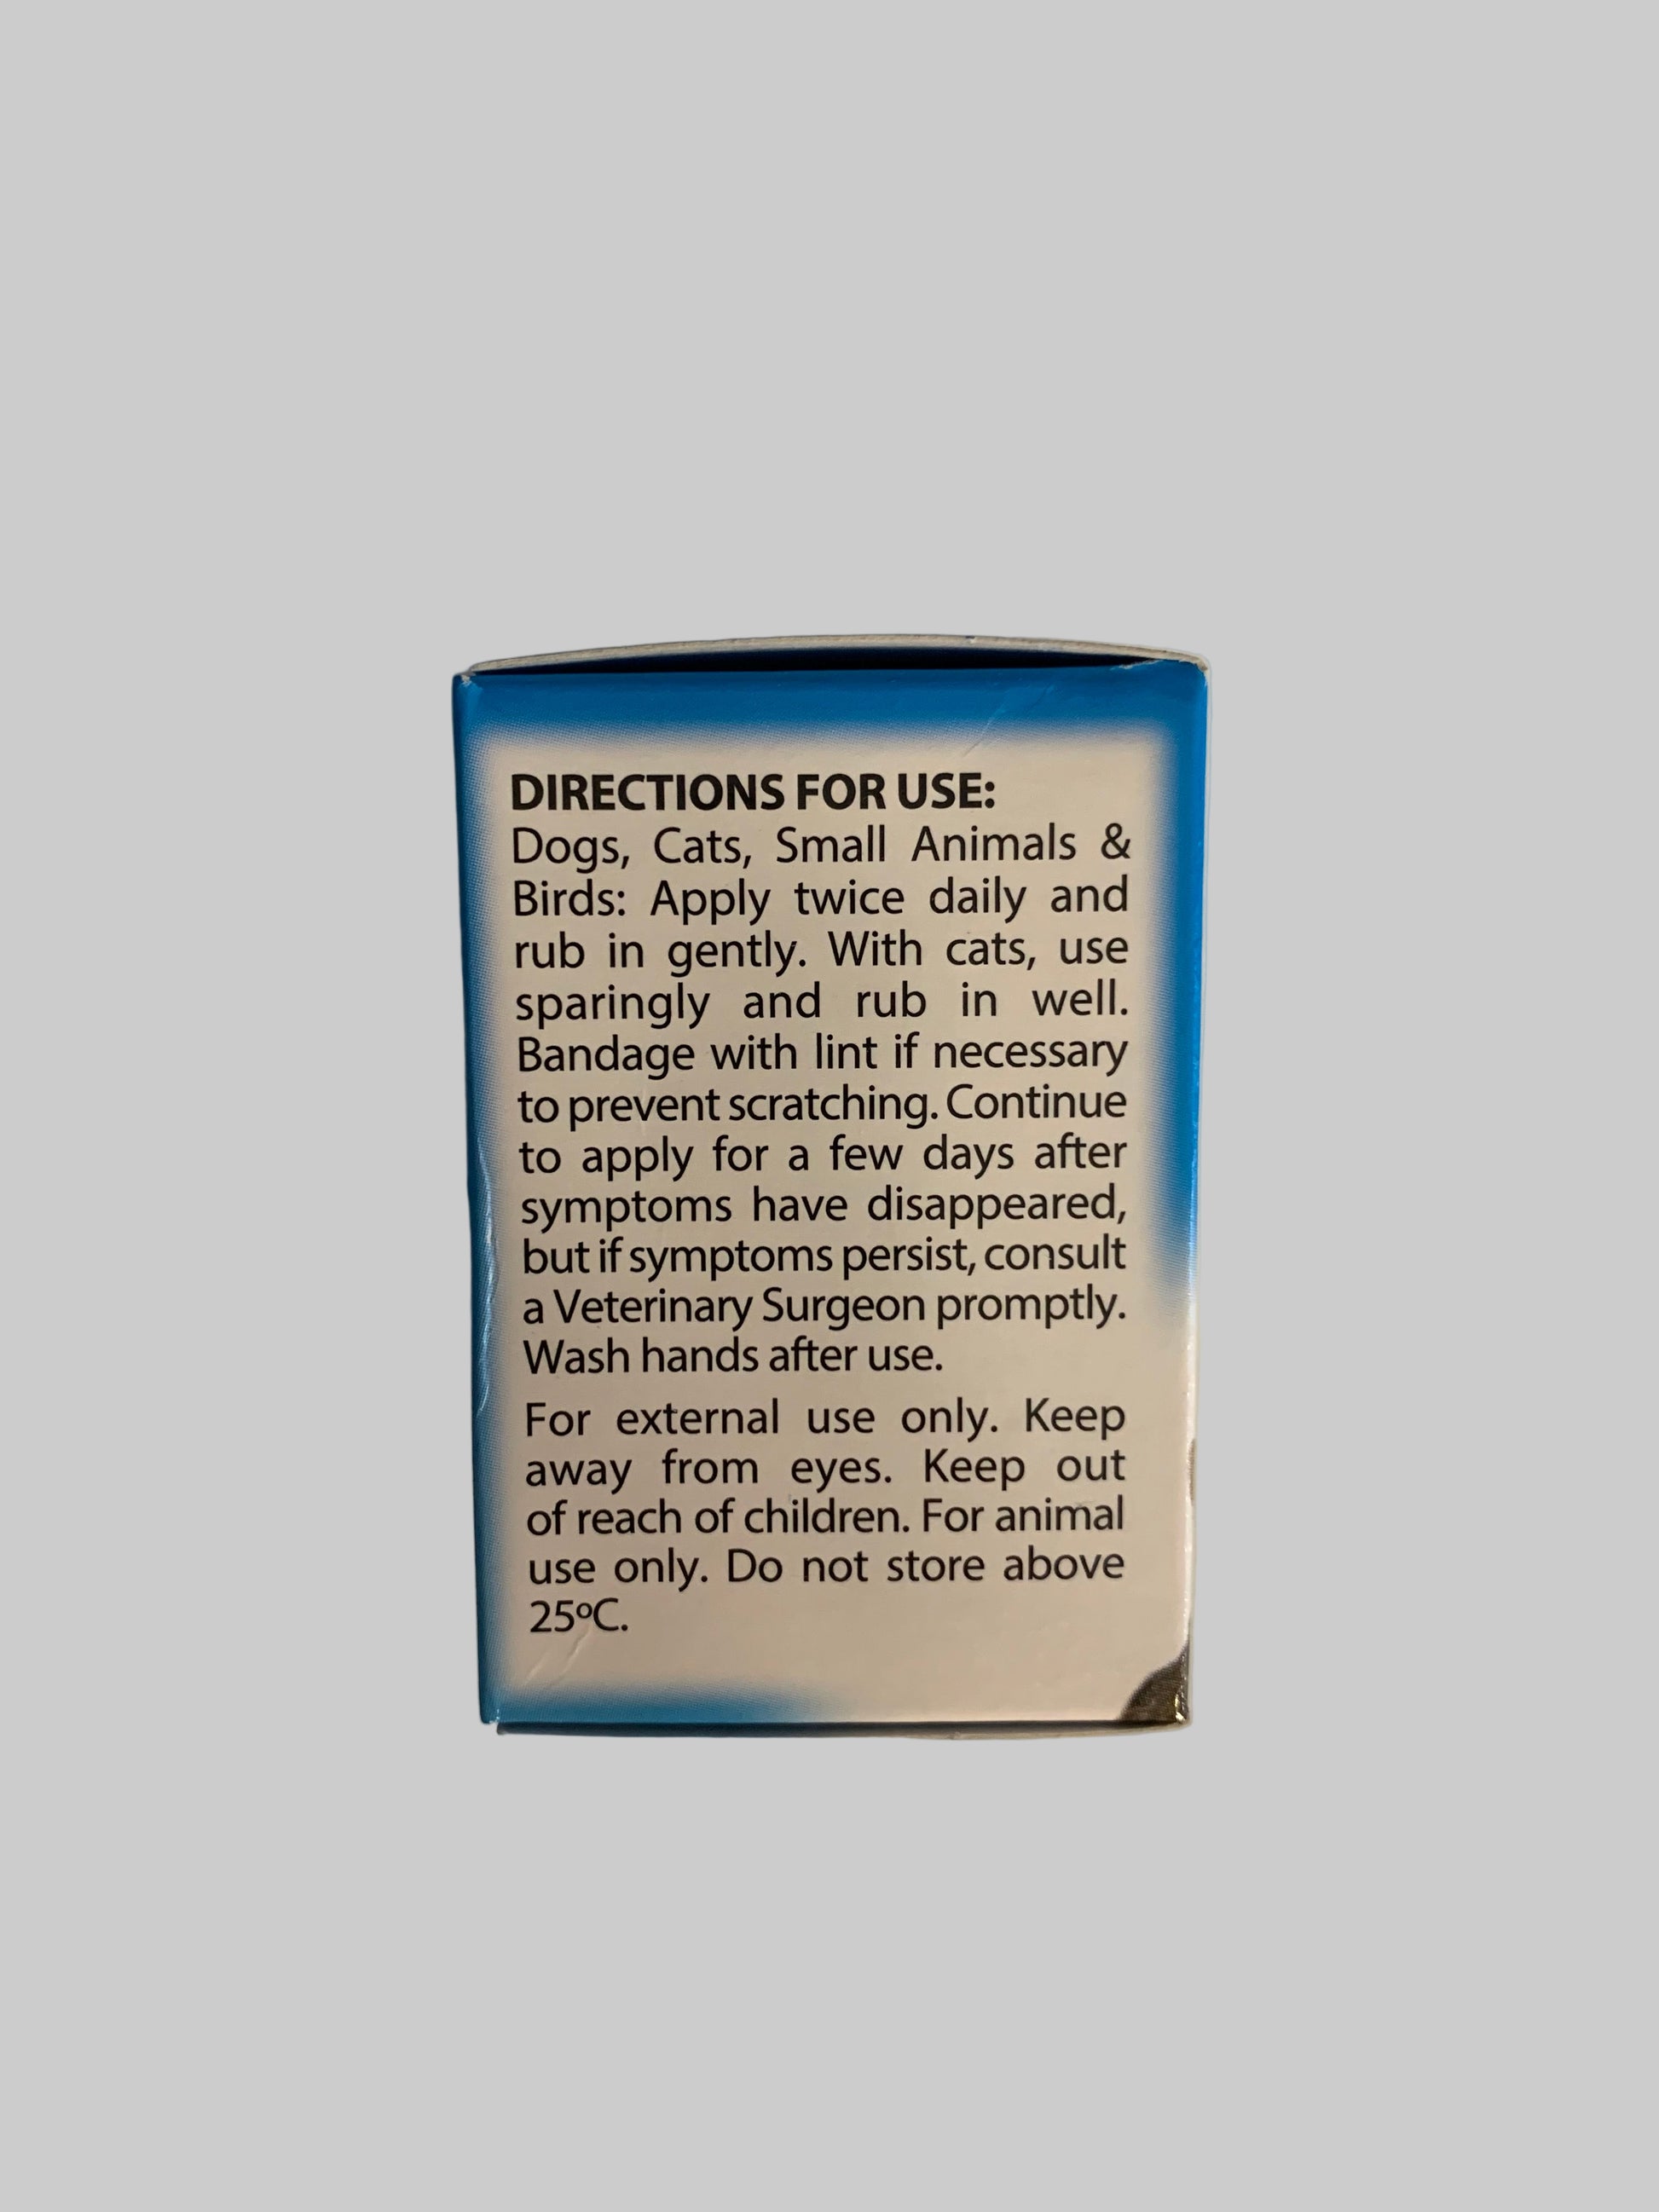 DIRECTIONS FOR USE:
Dogs, Cats, Small Animals &
Birds: Apply twice daily and
rub in gently. With cats, use
sparingly and rub in well.
Bandage with lint if necessary
to prevent scratching. Continue
to apply for a few days after
symptoms have disappeared,
but if symptoms persist, consult
a Veterinary Surgeon promptly.
Wash hands after use.
For external use only. Keep
away from eyes. Keep out
of reach of children. For animal
use only. Do not store above
25ºC.